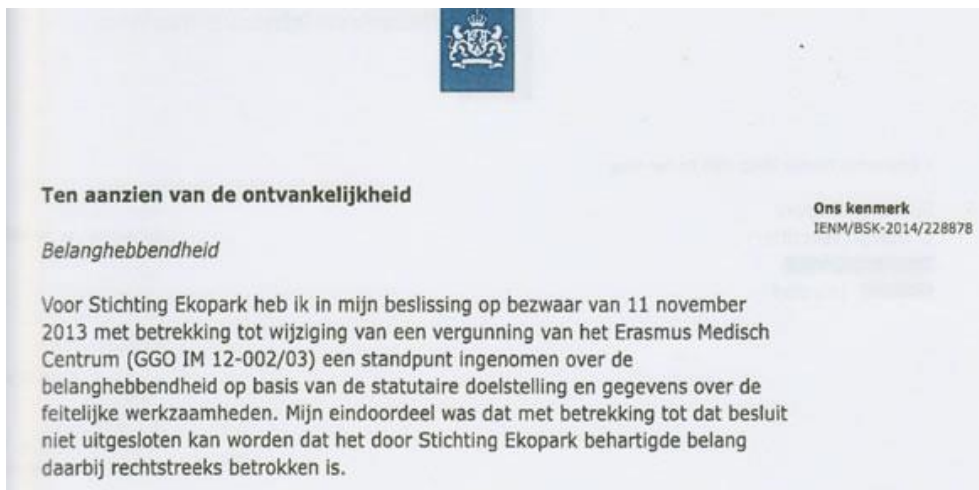 Ten aanzien van de ontvankelijkheid
Ons kenmerk
IENM/BSK-2014/228878
Belanghebbendheid
Voor Stichting Ekopark heb ik in mijn beslissing op bezwaar van 11 november
2013 met betrekking tot wijziging van een vergunning van het Erasmus Medisch
Centrum (GGO IM 12-002/03) een standpunt ingenomen over de
belanghebbendheid op basis van de statutaire doelstelling en gegevens over de
feitelijke werkzaamheden. Mijn eindoordeel was dat met betrekking tot dat besluit
niet uitgesloten kan worden dat het door Stichting Ekopark behartigde belang
daarbij rechtstreeks betrokken is.